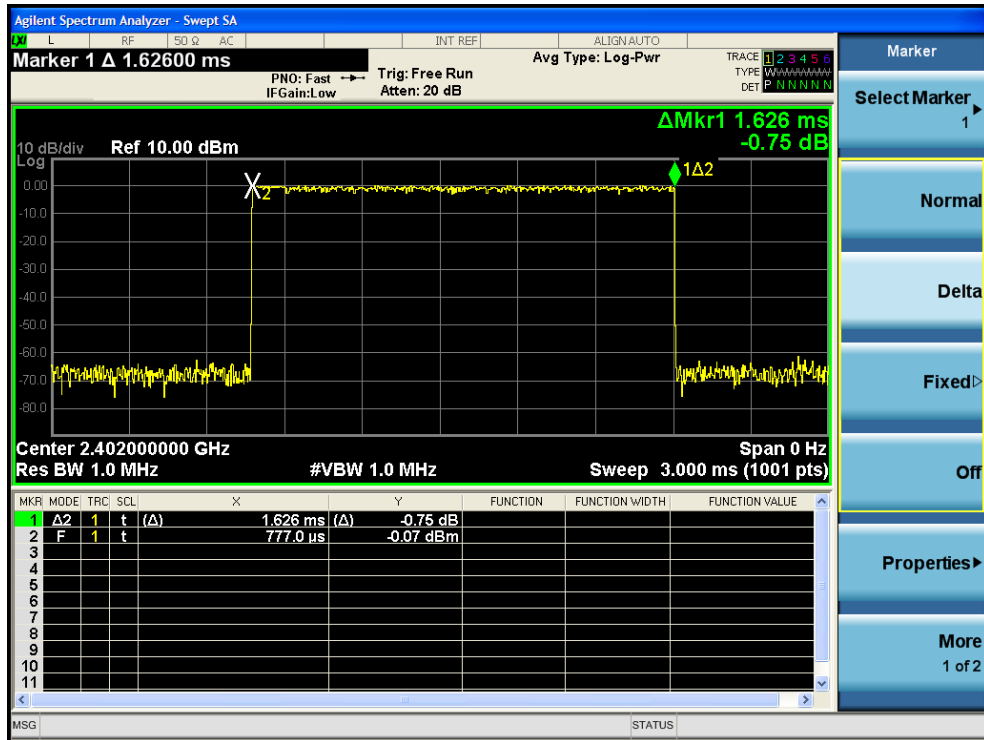 Agilent Spectrum Analyzer - Swept SA
LXI L RF 50 Ω AC INT REF ALIGN AUTO
Marker 1 Δ 1.62600 ms
PNO: Fast
IFGain:Low
Trig: Free Run
Atten: 20 dB
Avg Type: Log-Pwr
TRACE 1 2 3 4 5 6
TYPE W
DET P N N N N N
ΔMkr1 1.626 ms
-0.75 dB
10 dB/div Ref 10.00 dBm
Log
1Δ2
0.00
2
-10.0
-20.0
-30.0
-40.0
-50.0
-60.0
-70.0
-80.0
Center 2.402000000 GHz Span 0 Hz
Res BW 1.0 MHz #VBW 1.0 MHz Sweep 3.000 ms (1001 pts)
MKR MODE TRC SCL X Y FUNCTION FUNCTION WIDTH FUNCTION VALUE
1 Δ2 1 t (Δ) 1.626 ms (Δ) -0.75 dB
2 F 1 t 777.0 µs -0.07 dBm
3
4
5
6
7
8
9
10
11
MSG STATUS
Marker
Select Marker
1
Normal
Delta
Fixed
Off
Properties
More
1 of 2